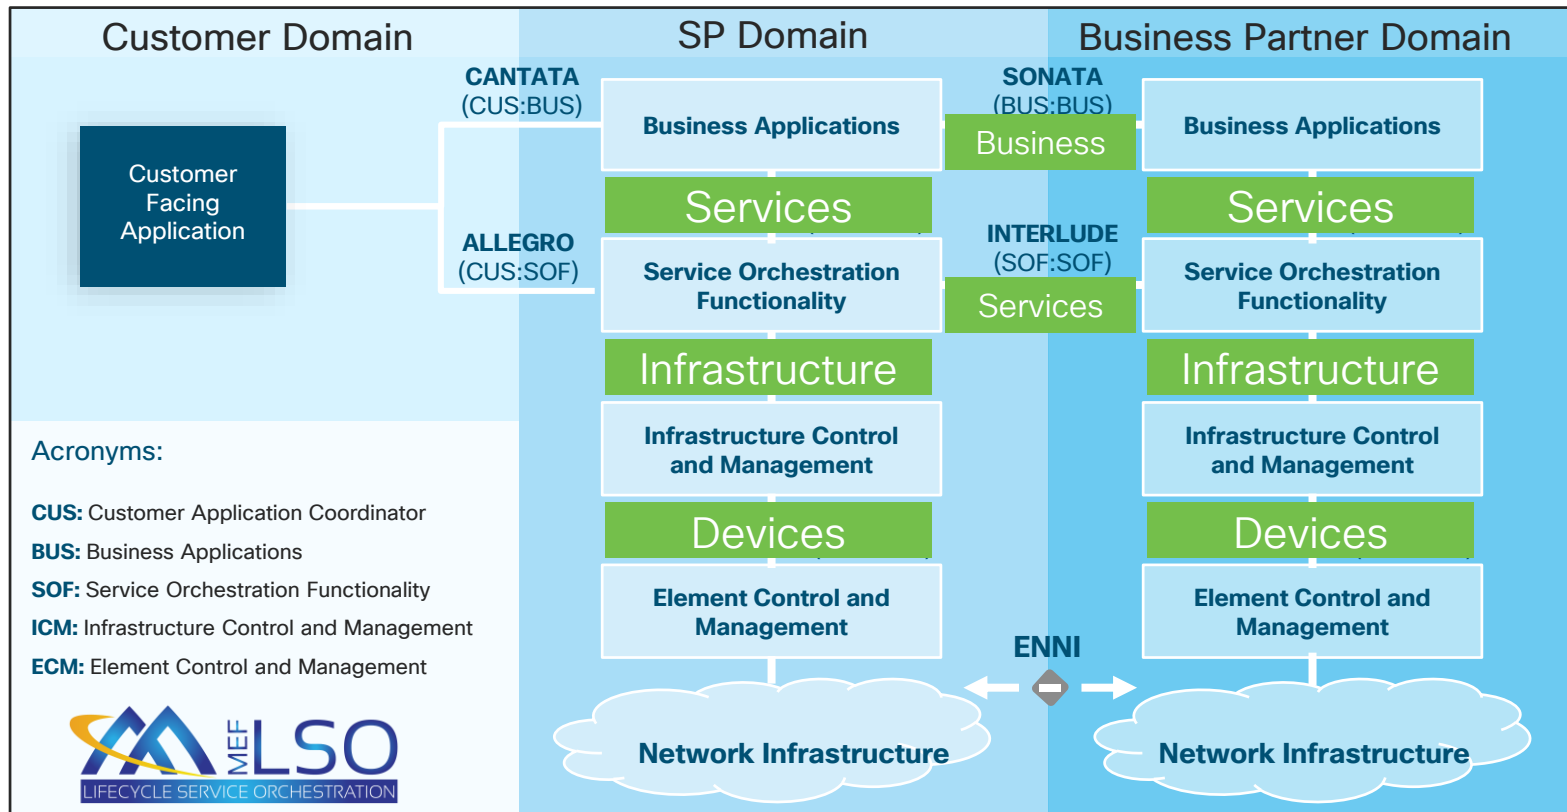 Customer Domain
SP Domain
Business Partner Domain
CANTATA
(CUS:BUS)
SONATA
(BUS:BUS)
Customer
Facing
Application
Business Applications
Business
Business Applications
Services
Services
ALLEGRO
(CUS:SOF)
INTERLUDE
(SOF:SOF)
Service Orchestration
Functionality
Services
Service Orchestration
Functionality
Infrastructure
Infrastructure
Infrastructure Control
and Management
Infrastructure Control
and Management
Devices
Devices
Element Control and
Management
Element Control and
Management
ENNI
Network Infrastructure
Network Infrastructure
Acronyms:
CUS: Customer Application Coordinator
BUS: Business Applications
SOF: Service Orchestration Functionality
ICM: Infrastructure Control and Management
ECM: Element Control and Management
MEF LSO
LIFECYCLE SERVICE ORCHESTRATION